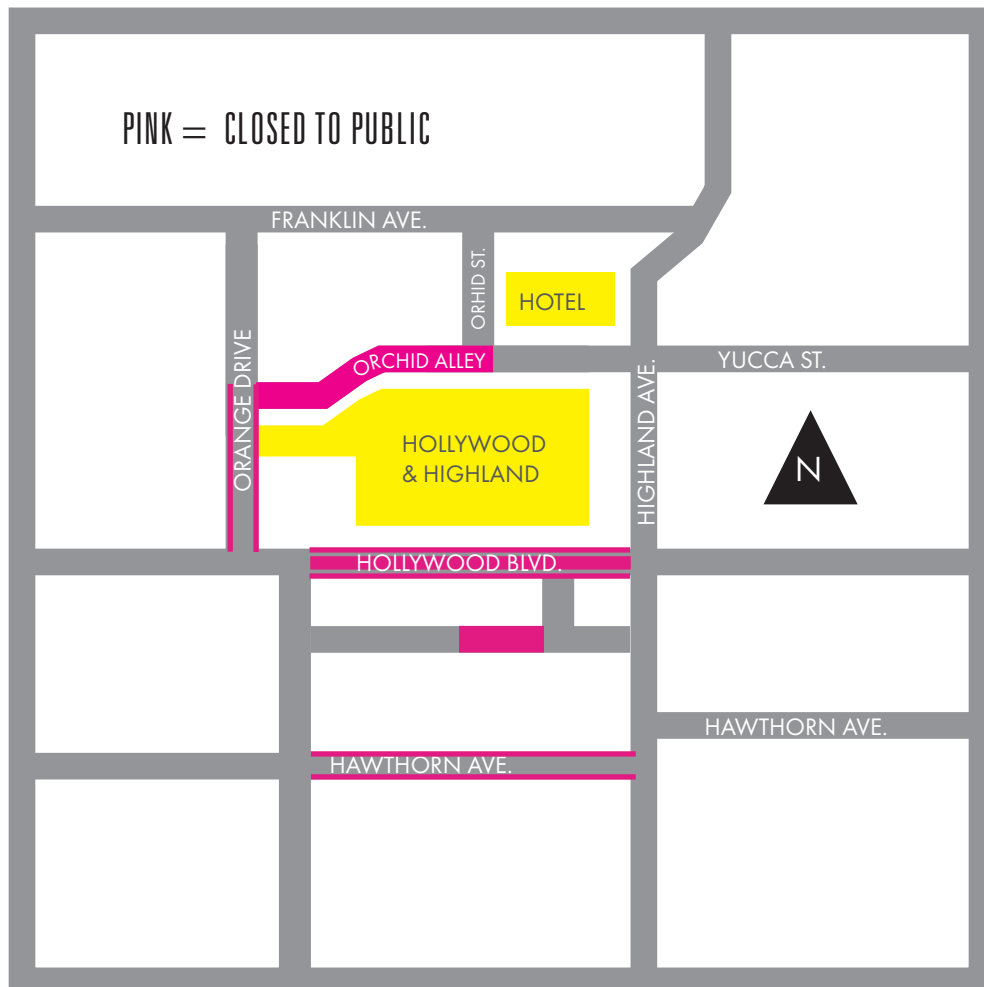 PINK = CLOSED TO PUBLIC
FRANKLIN AVE.
ORHID ST.
HOTEL
ORANGE DRIVE
ORCHID ALLEY
YUCCA ST.
HIGHLAND AVE.
HOLLYWOOD
& HIGHLAND
N
HOLLYWOOD BLVD.
HAWTHORN AVE.
HAWTHORN AVE.